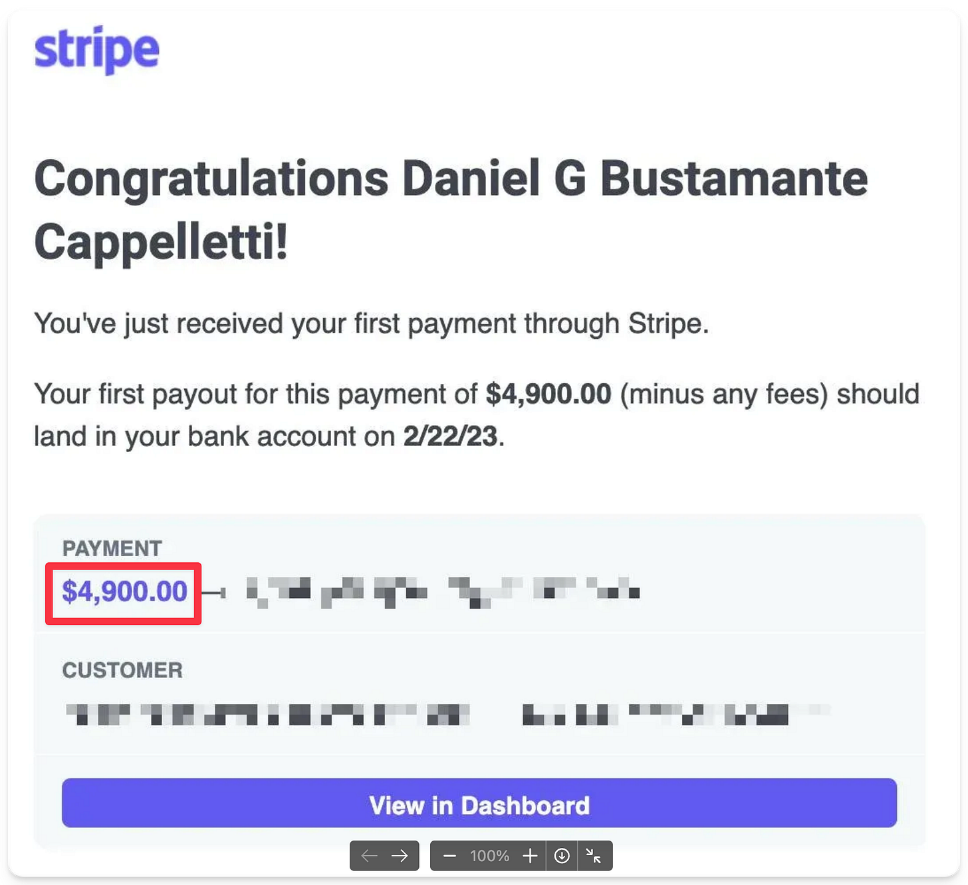 stripe
Congratulations Daniel G Bustamante
Cappelletti!
You've just received your first payment through Stripe.
Your first payout for this payment of $4,900.00 (minus any fees) should
land in your bank account on 2/22/23.
PAYMENT
$4,900.00
CUSTOMER
View in Dashboard
100%